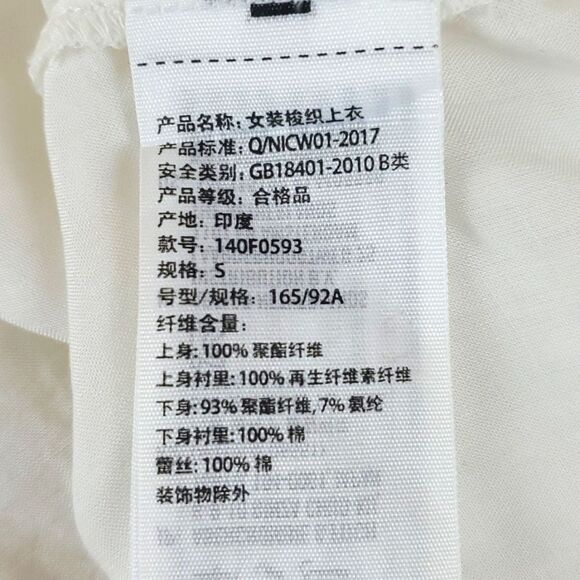 产品名称: 女装梭织上衣
产品标准: Q/NICW01-2017
安全类别: GB18401-2010 B类
产品等级: 合格品
产地: 印度
款号: 140F0593
规格: S
号型/规格: 165/92A
纤维含量:
上身: 100% 聚酯纤维
上身衬里: 100% 再生纤维素纤维
下身: 93% 聚酯纤维, 7% 氨纶
下身衬里: 100% 棉
蕾丝: 100% 棉
装饰物除外